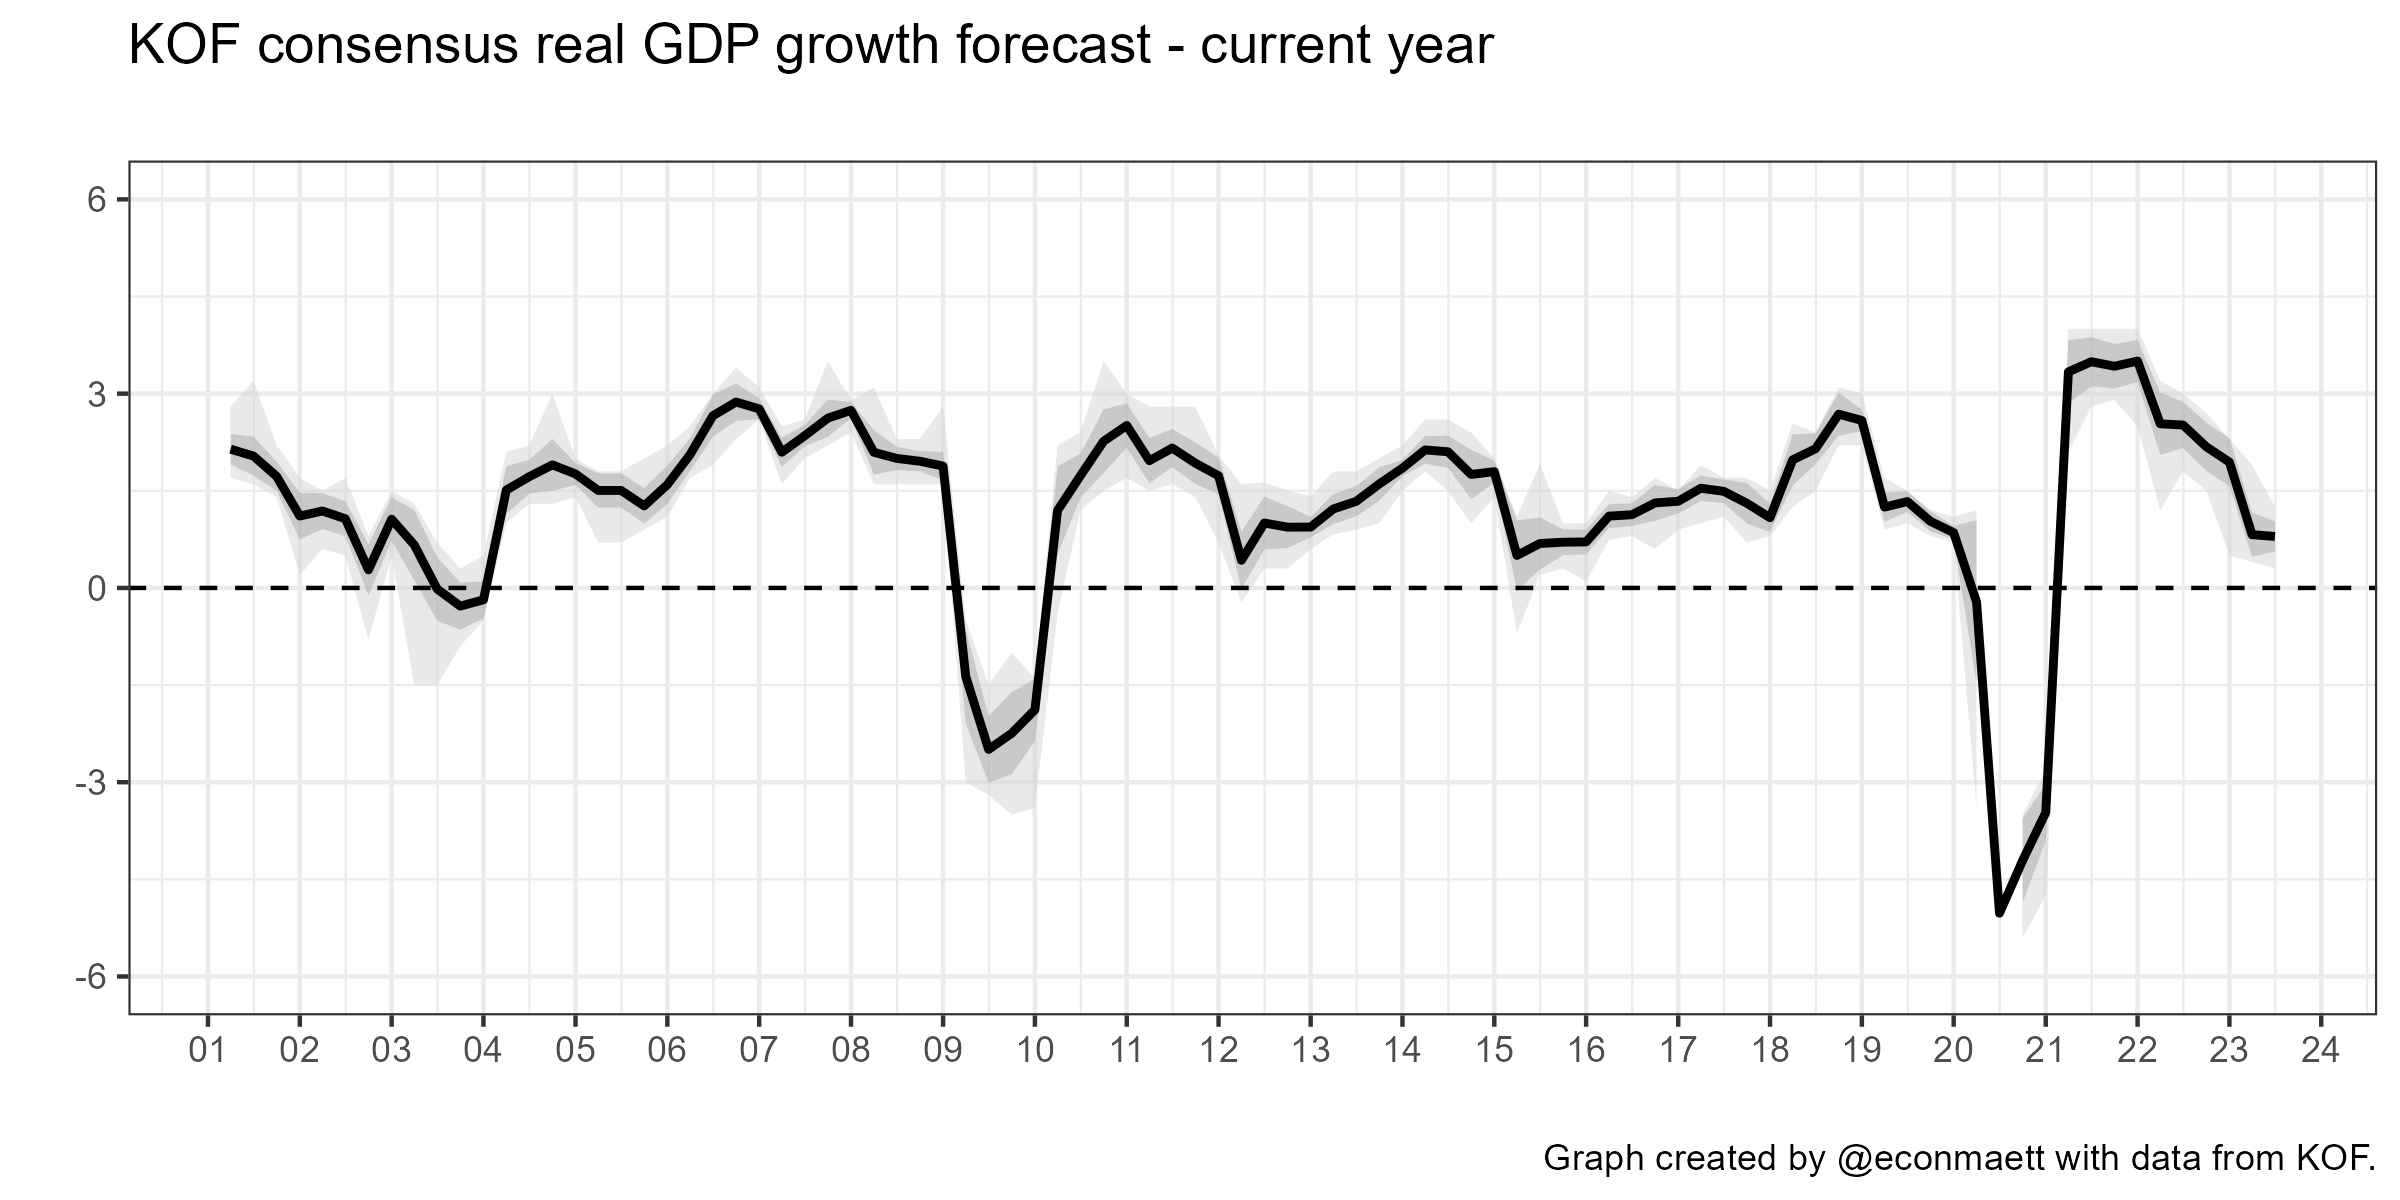 KOF consensus real GDP growth forecast - current year
6
3
0
-3
-6
01 02 03 04 05 06 07 08 09 10 11 12 13 14 15 16 17 18 19 20 21 22 23 24
Graph created by @econmaett with data from KOF.